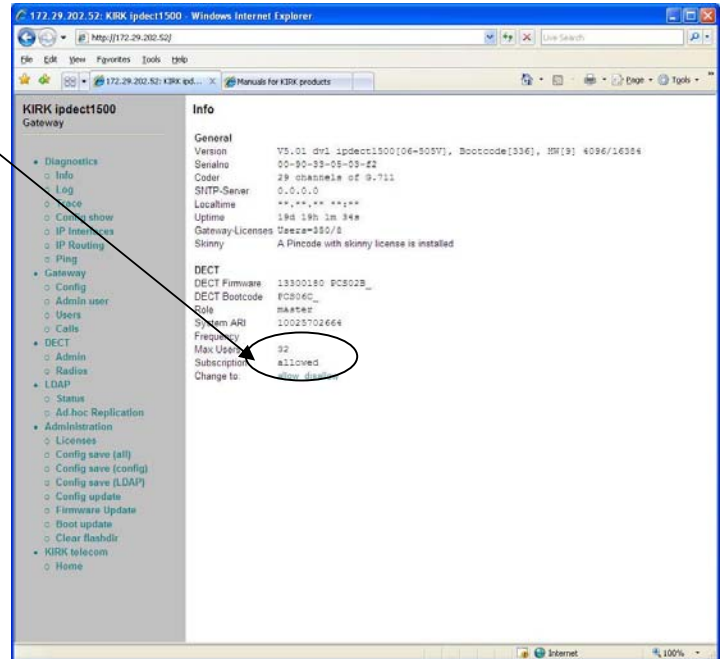 172.29.202.52: KIRK ipdect1500 - Windows Internet Explorer
http://172.29.202.52/
Live Search
File Edit View Favorites Tools Help
172.29.202.52: KIRK ipd...
Manuals for KIRK products
Page
Tools
KIRK ipdect1500
Gateway
Diagnostics
Info
Log
Trace
Config show
IP Interfaces
IP Routing
Ping
Gateway
Config
Admin user
Users
Calls
DECT
Admin
Radios
LDAP
Status
Ad-hoc Replication
Administration
Licenses
Config save (all)
Config save (config)
Config save (LDAP)
Config update
Firmware Update
Boot update
Clear flashdir
KIRK telecom
Home
Info
General
Version V5.01 dvl ipdect1500[06-505V], Bootcode[336], HW[9] 4096/16384
Serialno 00-90-33-05-03-f2
Coder 29 channels of G.711
SNTP-Server 0.0.0.0
Localtime **.**.** **:**
Uptime 19d 19h 1m 34s
Gateway-Licenses Users=350/8
Skinny A Pincode with skinny license is installed
DECT
DECT Firmware 13300180 PCS02B_
DECT Bootcode PCS06C_
Role master
System ARI 10025702664
Frequency
Max Users 32
Subscription allowed
Change to: allow disallow
Internet
100%